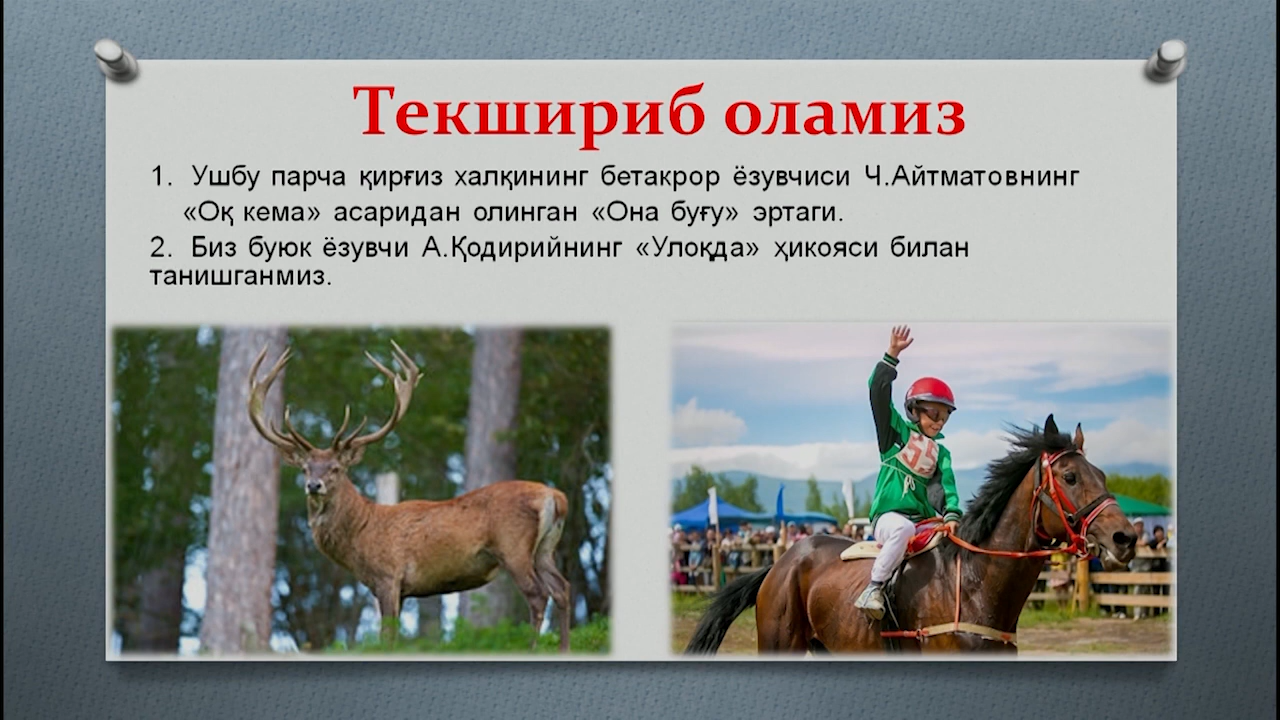 Текшириб оламиз
1. Ушбу парча қирғиз халқининг бетакрор ёзувчиси Ч.Айтматовнинг
«Оқ кема» асаридан олинган «Она буғу» эртаги.
2. Биз буюк ёзувчи А.Қодирийнинг «Улоқда» ҳикояси билан
танишганмиз.
55